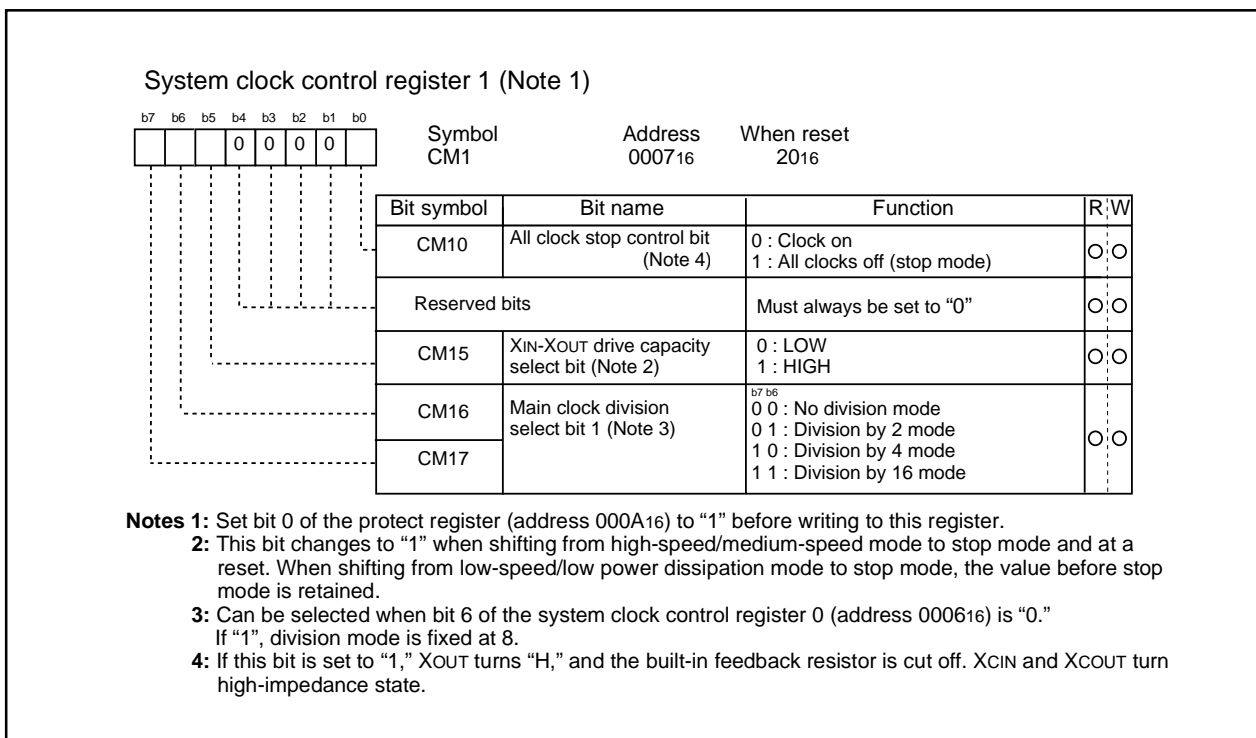 System clock control register 1 (Note 1)
b7 b6 b5 b4 b3 b2 b1 b0
0 0 0 0
Symbol Address When reset
CM1 000716 2016
Bit symbol Bit name Function R W
CM10 All clock stop control bit (Note 4) 0 : Clock on
1 : All clocks off (stop mode)
Reserved bits Must always be set to “0”
CM15 XIN-XOUT drive capacity select bit (Note 2) 0 : LOW
1 : HIGH
CM16 Main clock division select bit 1 (Note 3)
CM17
b7 b6
0 0 : No division mode
0 1 : Division by 2 mode
1 0 : Division by 4 mode
1 1 : Division by 16 mode
Notes 1: Set bit 0 of the protect register (address 000A16) to “1” before writing to this register.
2: This bit changes to “1” when shifting from high-speed/medium-speed mode to stop mode and at a
reset. When shifting from low-speed/low power dissipation mode to stop mode, the value before stop
mode is retained.
3: Can be selected when bit 6 of the system clock control register 0 (address 000616) is “0.”
If “1”, division mode is fixed at 8.
4: If this bit is set to “1,” XOUT turns “H,” and the built-in feedback resistor is cut off. XCIN and XCOUT turn
high-impedance state.